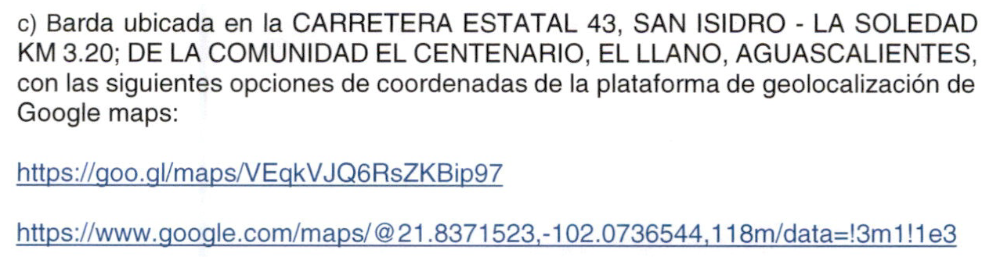 c) Barda ubicada en la CARRETERA ESTATAL 43, SAN ISIDRO - LA SOLEDAD
KM 3.20; DE LA COMUNIDAD EL CENTENARIO, EL LLANO, AGUASCALIENTES,
con las siguientes opciones de coordenadas de la plataforma de geolocalización de
Google maps:
https://goo.gl/maps/VEqkVJQ6RsZKBip97
https://www.google.com/maps/@21.8371523,-102.0736544,118m/data=!3m1!1e3